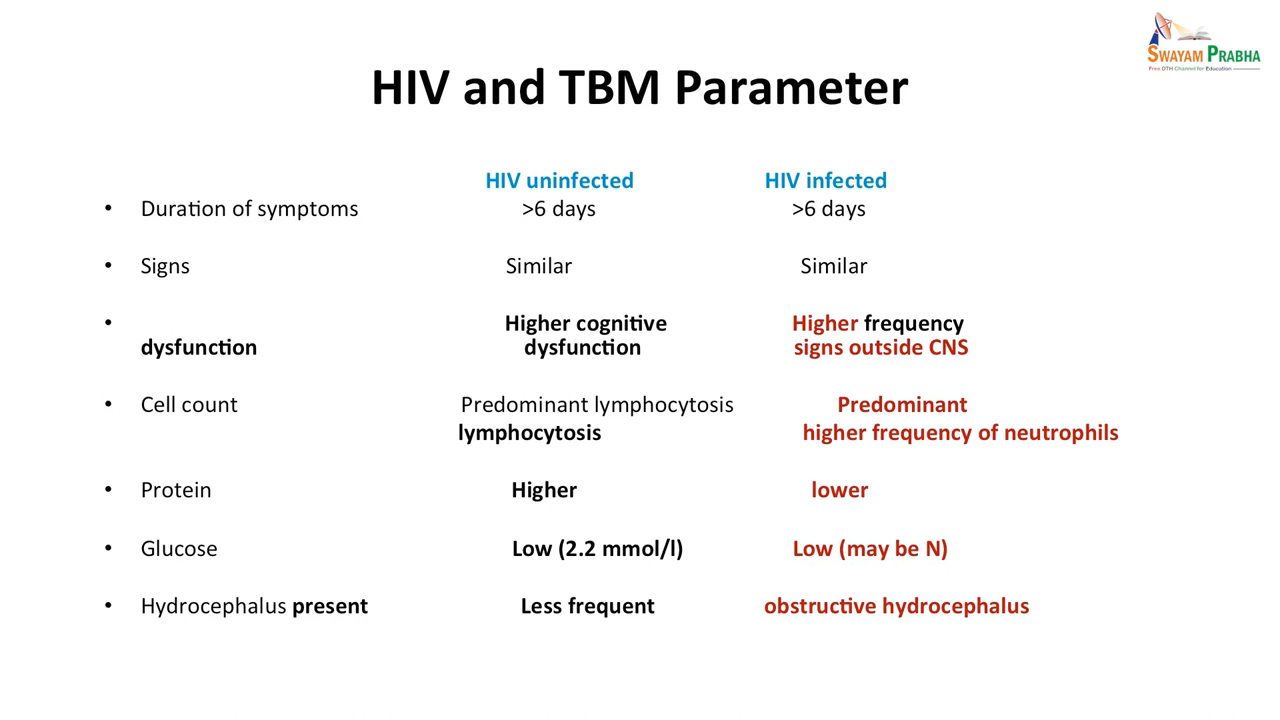 SWAYAM PRABHA
Free DTH Channel for Education
HIV and TBM Parameter
HIV uninfected HIV infected
• Duration of symptoms >6 days >6 days
• Signs Similar Similar
• Higher cognitive Higher frequency
dysfunction dysfunction signs outside CNS
• Cell count Predominant lymphocytosis Predominant
lymphocytosis higher frequency of neutrophils
• Protein Higher lower
• Glucose Low (2.2 mmol/l) Low (may be N)
• Hydrocephalus present Less frequent obstructive hydrocephalus